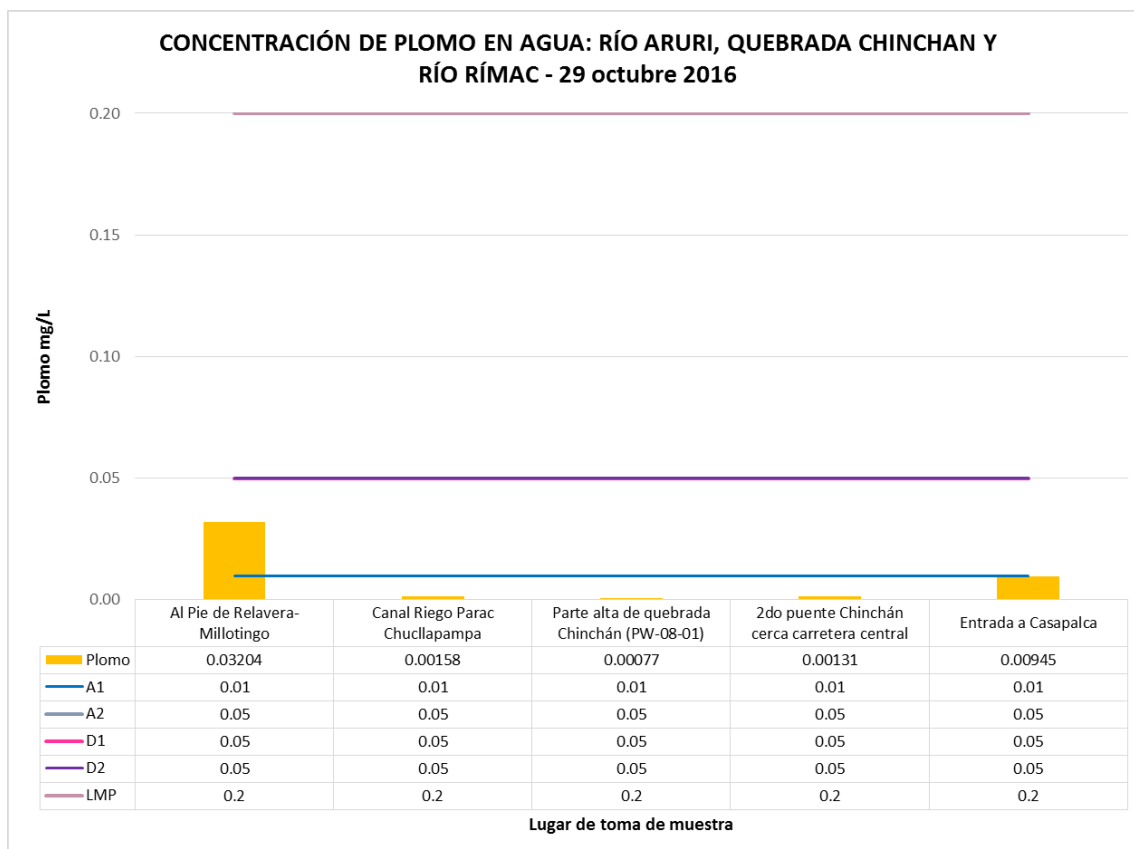 CONCENTRACIÓN DE PLOMO EN AGUA: RÍO ARURI, QUEBRADA CHINCHAN Y
RÍO RÍMAC - 29 octubre 2016
Plomo mg/L
0.20
0.15
0.10
0.05
0.00
Al Pie de Relavera-
Millotingo
Canal Riego Parac
Chucllapampa
Parte alta de quebrada
Chinchán (PW-08-01)
2do puente Chinchán
cerca carretera central
Entrada a Casapalca
Plomo 0.03204 0.00158 0.00077 0.00131 0.00945
A1 0.01 0.01 0.01 0.01 0.01
A2 0.05 0.05 0.05 0.05 0.05
D1 0.05 0.05 0.05 0.05 0.05
D2 0.05 0.05 0.05 0.05 0.05
LMP 0.2 0.2 0.2 0.2 0.2
Lugar de toma de muestra